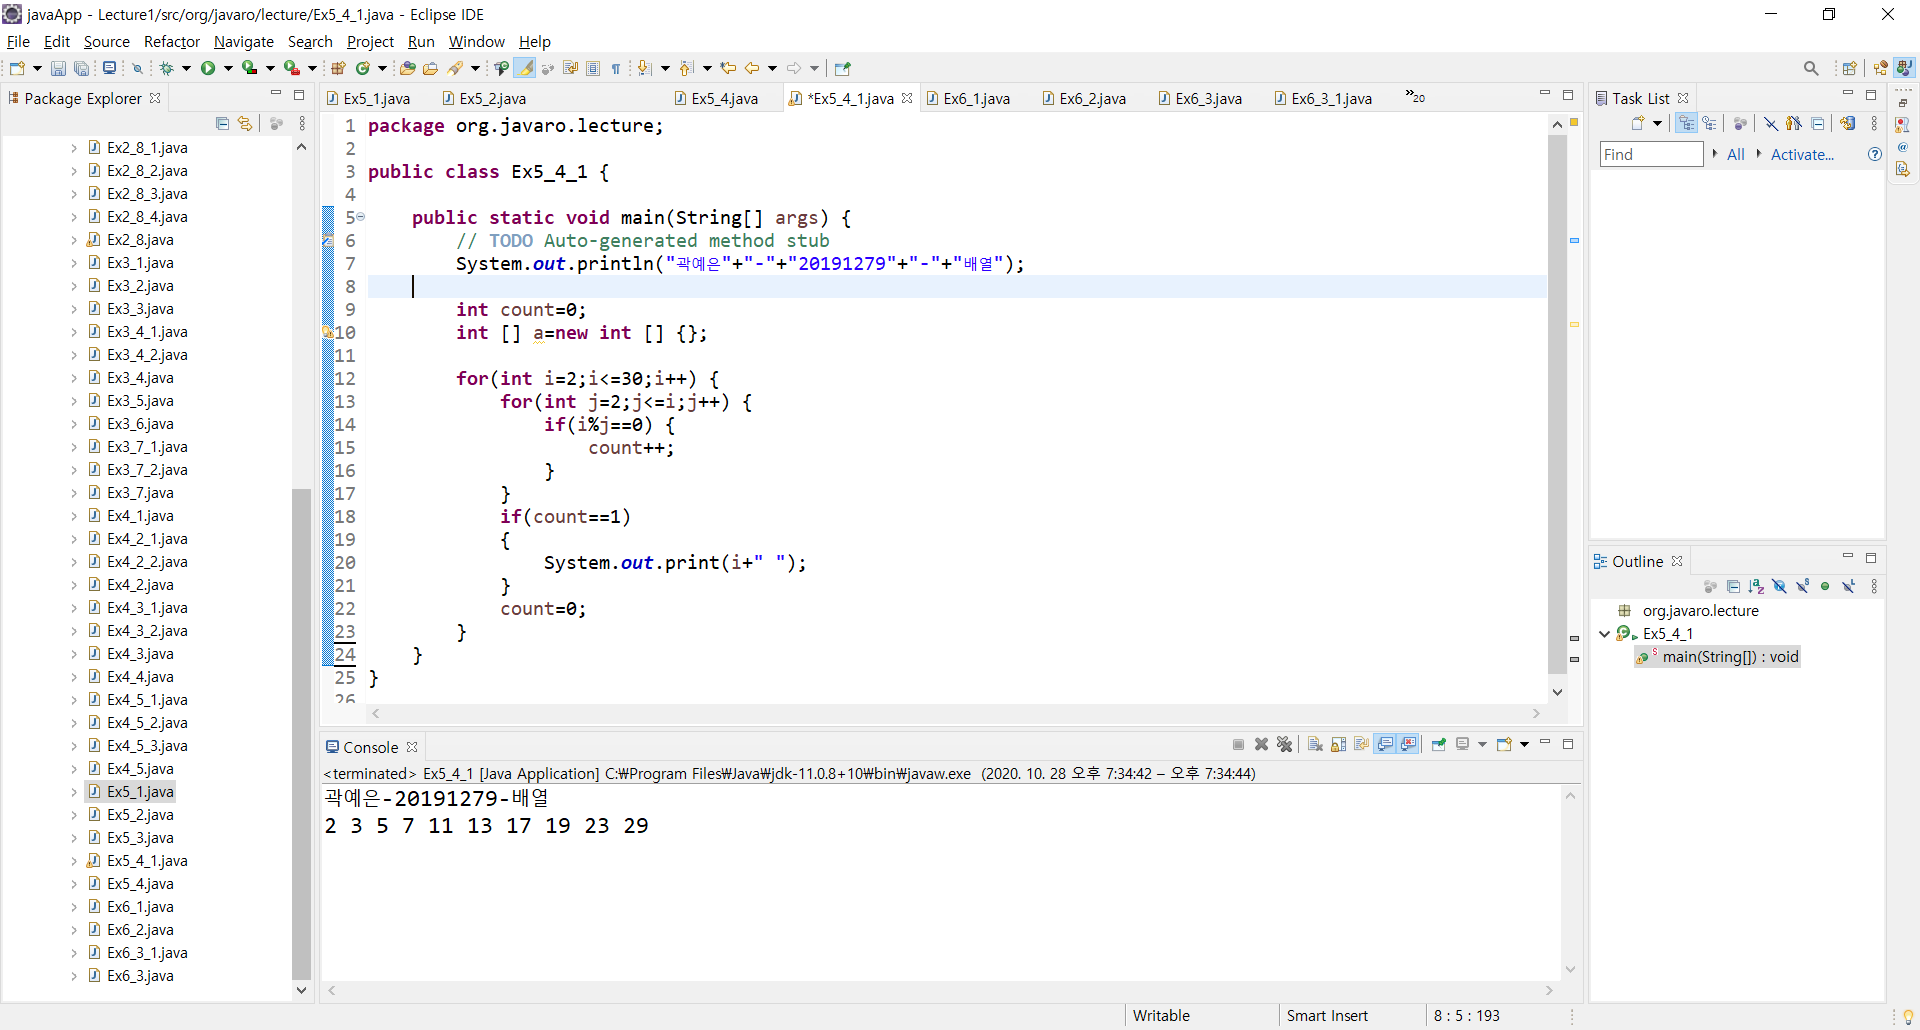 javaApp - Lecture1/src/org/javaro/lecture/Ex5_4_1.java - Eclipse IDE
File Edit Source Refactor Navigate Search Project Run Window Help
Package Explorer
Ex2_8_1.java
Ex2_8_2.java
Ex2_8_3.java
Ex2_8_4.java
Ex2_8.java
Ex3_1.java
Ex3_2.java
Ex3_3.java
Ex3_4_1.java
Ex3_4_2.java
Ex3_4.java
Ex3_5.java
Ex3_6.java
Ex3_7_1.java
Ex3_7_2.java
Ex3_7.java
Ex4_1.java
Ex4_2_1.java
Ex4_2_2.java
Ex4_2.java
Ex4_3_1.java
Ex4_3_2.java
Ex4_3.java
Ex4_4.java
Ex4_5_1.java
Ex4_5_2.java
Ex4_5_3.java
Ex4_5.java
Ex5_1.java
Ex5_2.java
Ex5_3.java
Ex5_4_1.java
Ex5_4.java
Ex6_1.java
Ex6_2.java
Ex6_3_1.java
Ex6_3.java
Ex5_1.java Ex5_2.java Ex5_4.java *Ex5_4_1.java Ex6_1.java Ex6_2.java Ex6_3.java Ex6_3_1.java »20
1 package org.javaro.lecture;
2
3 public class Ex5_4_1 {
4
5 public static void main(String[] args) {
6 // TODO Auto-generated method stub
7 System.out.println("곽예은"+"-"+"20191279"+"-"+"배열");
8
9 int count=0;
10 int [] a=new int [] {};
11
12 for(int i=2;i<=30;i++) {
13 for(int j=2;j<=i;j++) {
14 if(i%j==0) {
15 count++;
16 }
17 }
18 if(count==1)
19 {
20 System.out.print(i+" ");
21 }
22 count=0;
23 }
24 }
25 }
26
Console
<terminated> Ex5_4_1 [Java Application] C:₩Program Files₩Java₩jdk-11.0.8+10₩bin₩javaw.exe (2020. 10. 28 오후 7:34:42 – 오후 7:34:44)
곽예은-20191279-배열
2 3 5 7 11 13 17 19 23 29
Task List
Find All Activate...
Outline
org.javaro.lecture
Ex5_4_1
main(String[]) : void
Writable Smart Insert 8 : 5 : 193